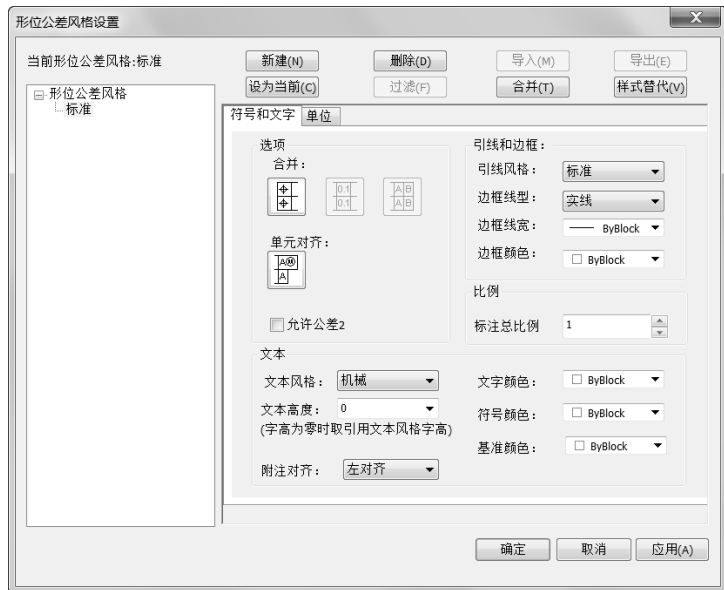 形位公差风格设置
X
当前形位公差风格:标准
新建(N) 删除(D) 导入(M) 导出(E)
设为当前(C) 过滤(F) 合并(T) 样式替代(V)
形位公差风格
标准
符号和文字 单位
选项
合并：
0.1
0.1
A B
A B
单元对齐：
A M
A
允许公差2
引线和边框：
引线风格： 标准
边框线型： 实线
边框线宽： ByBlock
边框颜色： ByBlock
比例
标注总比例 1
文本
文本风格： 机械
文本高度： 0
(字高为零时取引用文本风格字高)
附注对齐： 左对齐
文字颜色： ByBlock
符号颜色： ByBlock
基准颜色： ByBlock
确定 取消 应用(A)